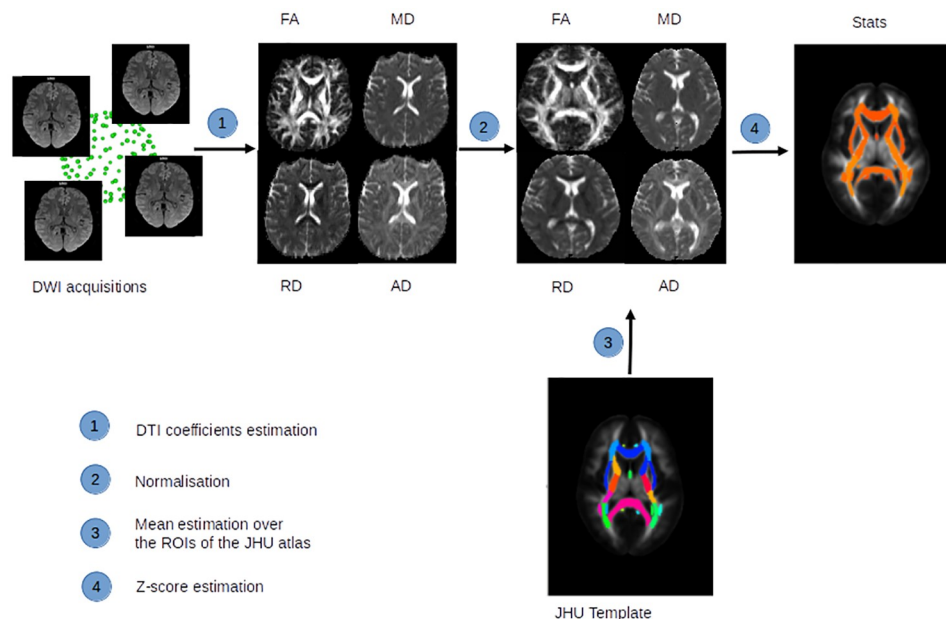 FA
MD
FA
MD
Stats
1
2
4
DWI acquisitions
RD
AD
RD
AD
3
1
DTI coefficients estimation
2
Normalisation
3
Mean estimation over
the ROIs of the JHU atlas
4
Z-score estimation
JHU Template